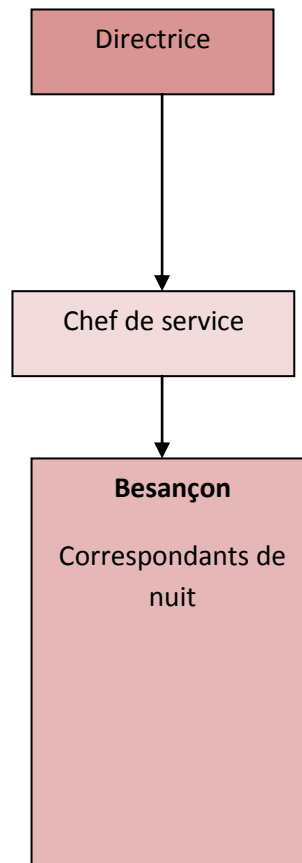 Directrice
Chef de service
Besançon
Correspondants de
nuit